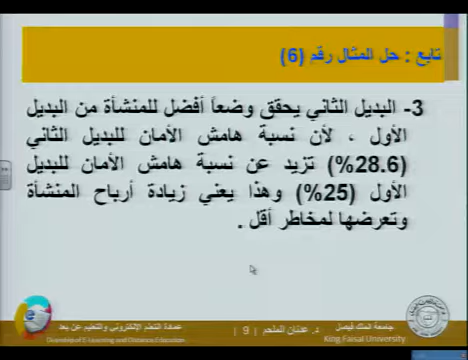 تابع : حل المثال رقم (6)
3- البديل الثاني يحقق وضعاً أفضل للمنشأة من البديل
الأول ، لأن نسبة هامش الأمان للبديل الثاني
(28.6%) تزيد عن نسبة هامش الأمان للبديل
الأول (25%) وهذا يعني زيادة أرباح المنشأة
وتعرضها لمخاطر أقل .
جامعة الملك فيصل
King Faisal University
د. عدنان الملحم
9
عمادة التعلم الإلكتروني والتعليم عن بعد
Deanship of E-Learning and Distance Education